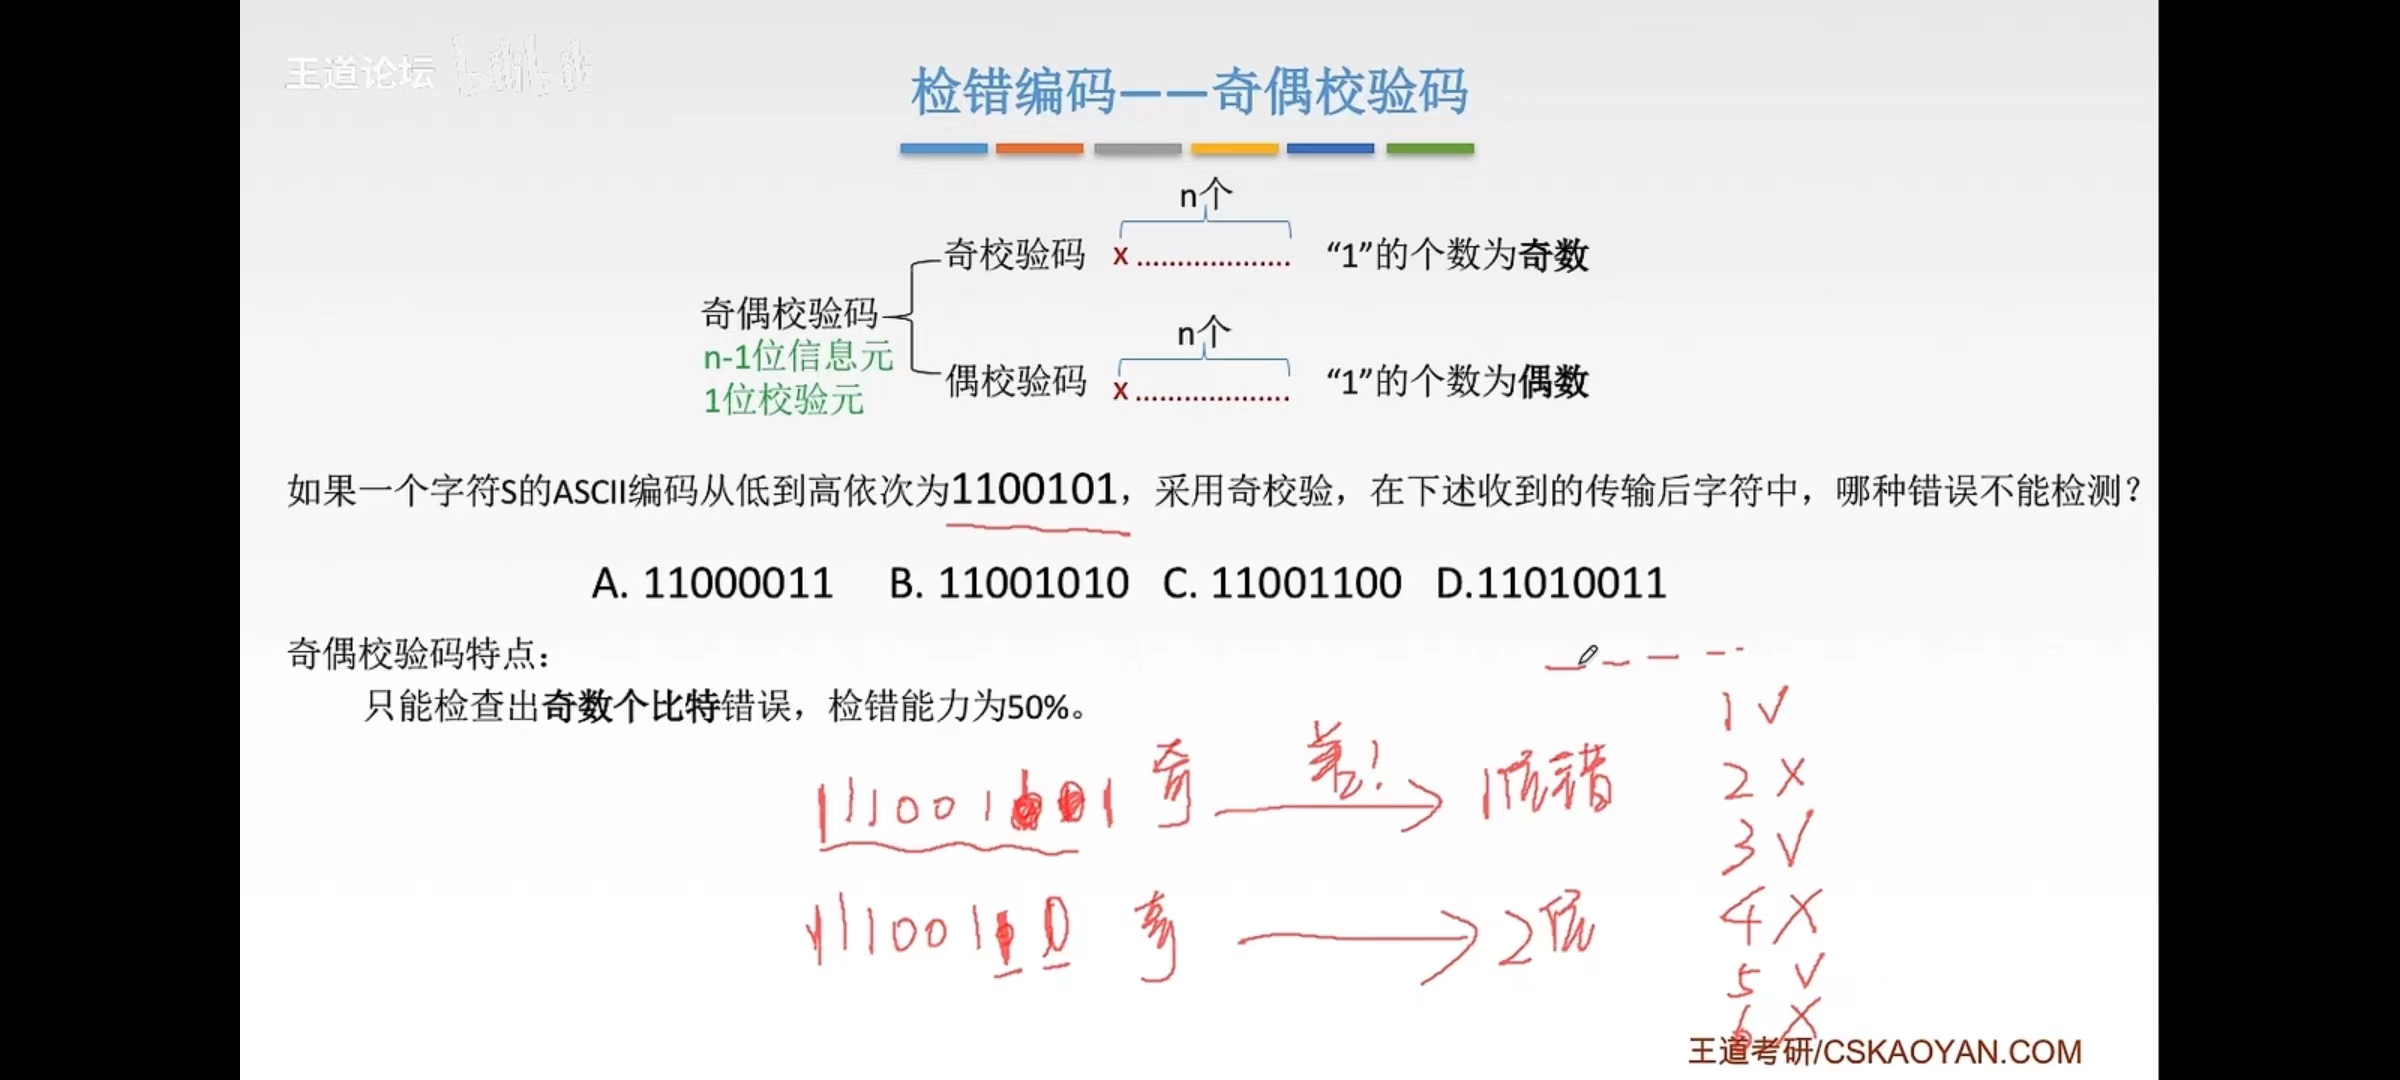 王道论坛
检错编码——奇偶校验码
n个
奇校验码 x ................... “1”的个数为奇数
奇偶校验码
n-1位信息元
1位校验元
n个
偶校验码 x ................... “1”的个数为偶数
如果一个字符S的ASCII编码从低到高依次为1100101，采用奇校验，在下述收到的传输后字符中，哪种错误不能检测？
A. 11000011 B. 11001010 C. 11001100 D.11010011
奇偶校验码特点：
只能检查出奇数个比特错误，检错能力为50%。
1 √
2 X
3 √
4 X
5 √
6 X
奇 差! 1位错
奇 2位
王道考研/CSKAOYAN.COM